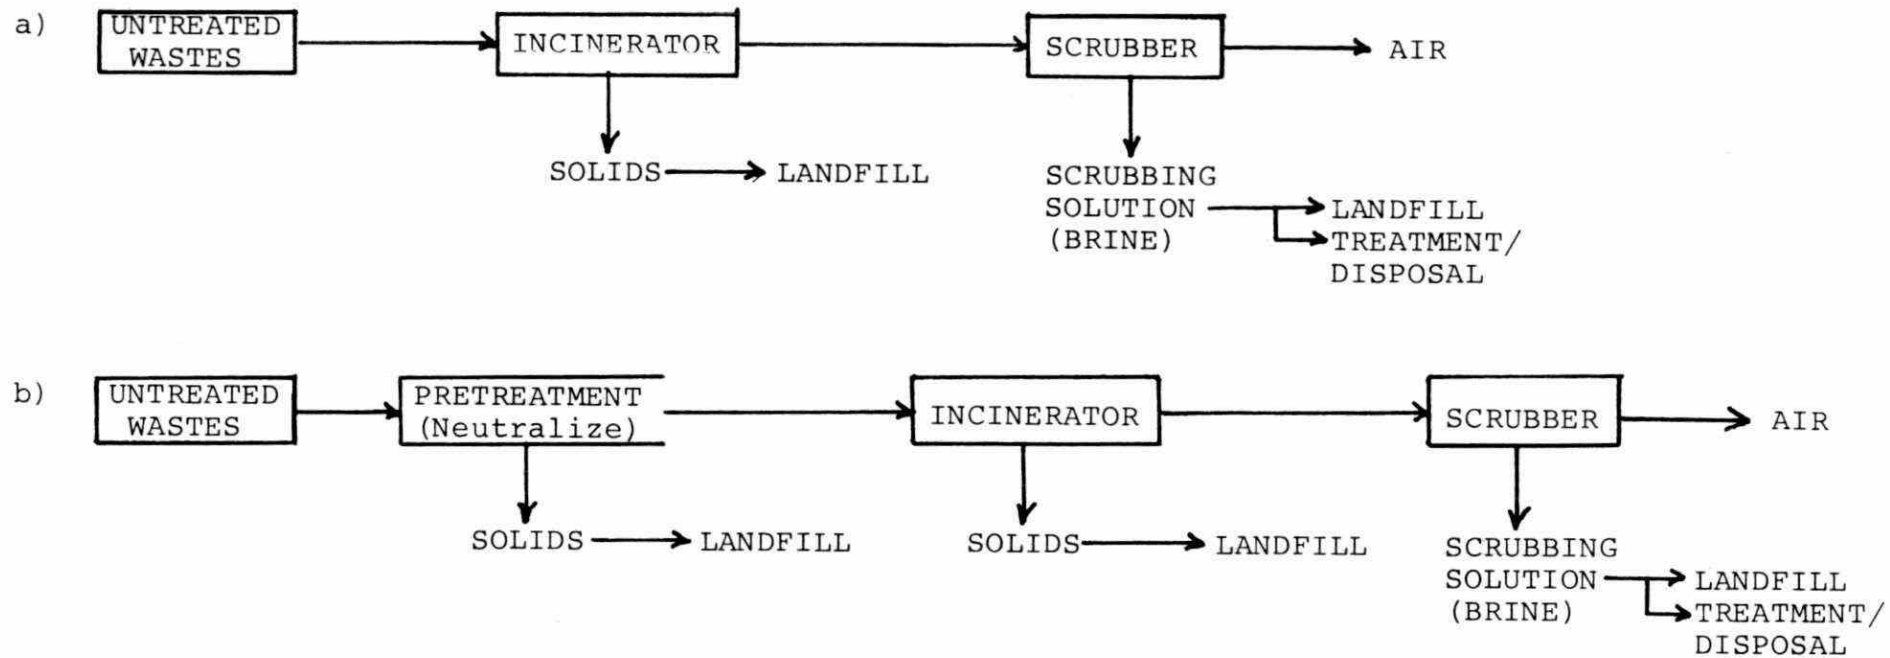 a)
UNTREATED
WASTES
INCINERATOR
SCRUBBER
AIR
SOLIDS
LANDFILL
SCRUBBING
SOLUTION
(BRINE)
LANDFILL
TREATMENT/
DISPOSAL
b)
UNTREATED
WASTES
PRETREATMENT
(Neutralize)
INCINERATOR
SCRUBBER
AIR
SOLIDS
LANDFILL
SOLIDS
LANDFILL
SCRUBBING
SOLUTION
(BRINE)
LANDFILL
TREATMENT/
DISPOSAL